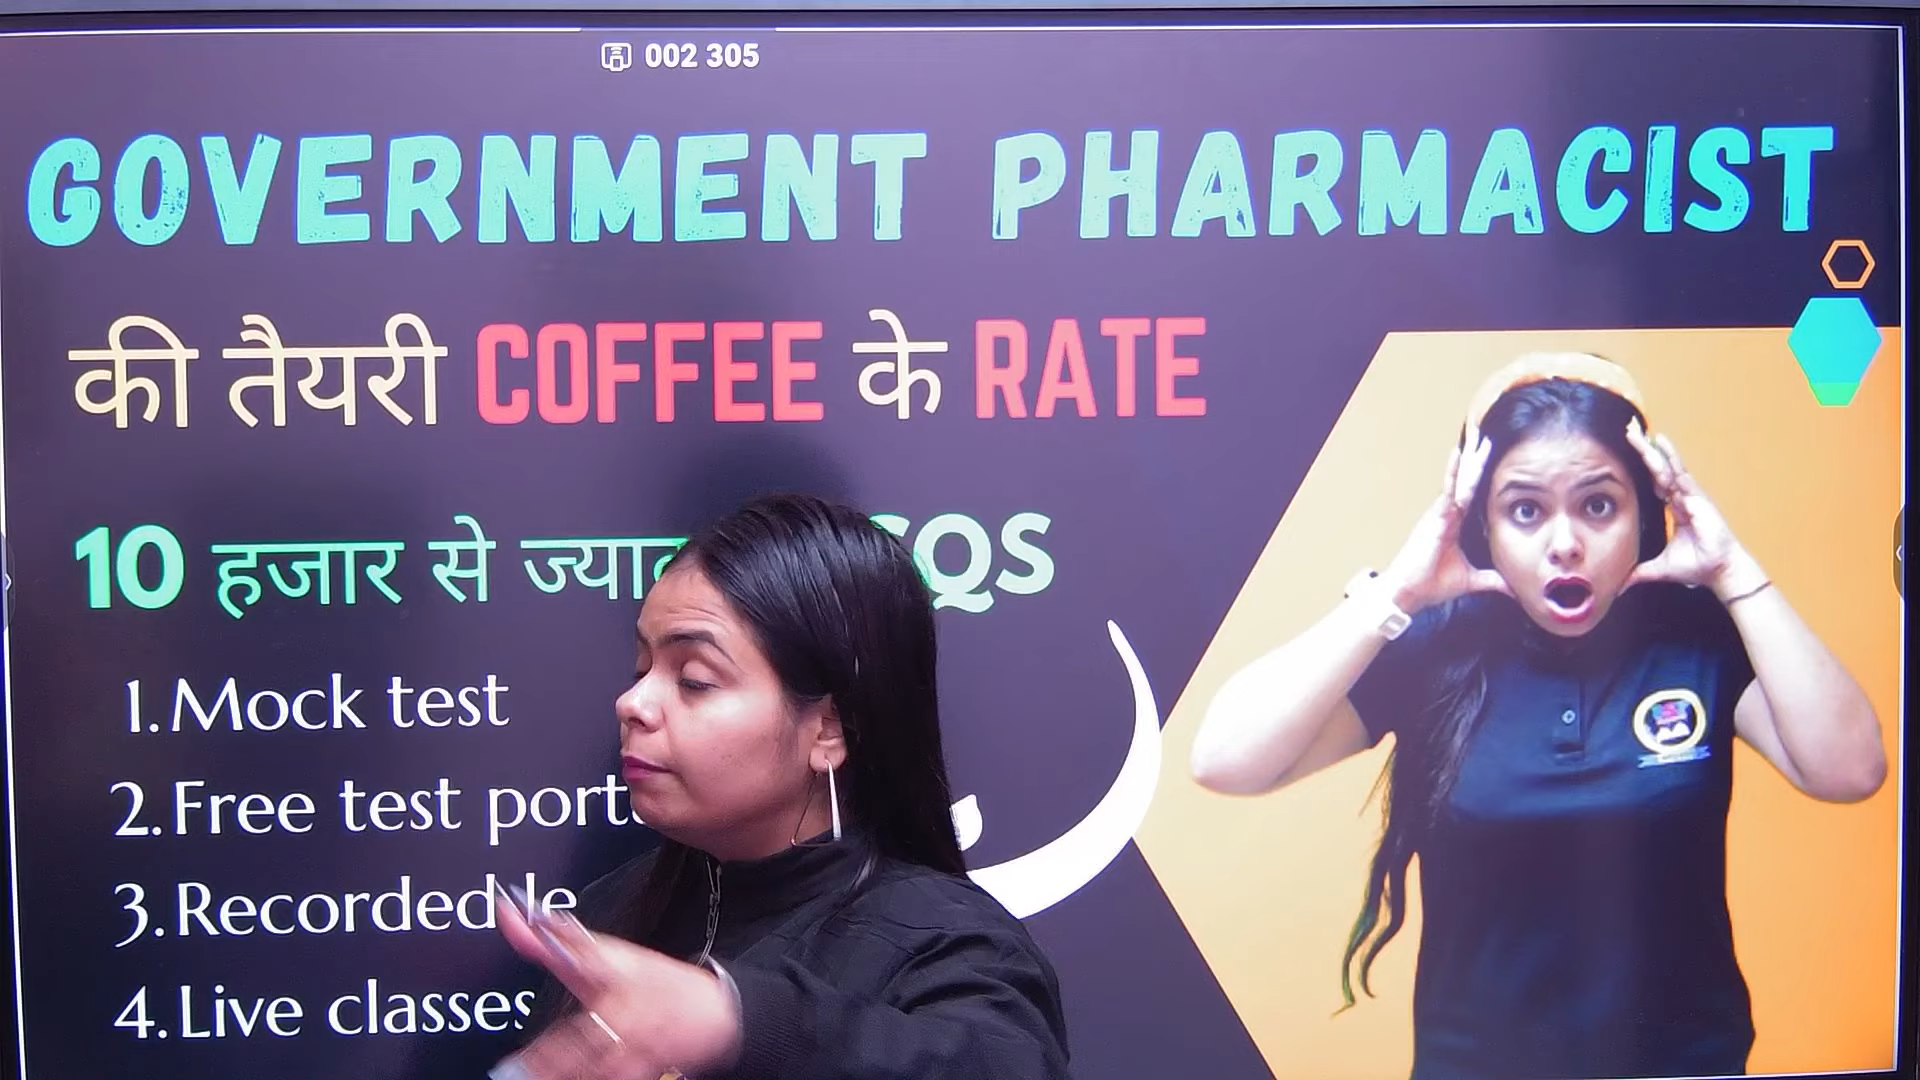 002 305
GOVERNMENT PHARMACIST
की तैयरी COFFEE के RATE
10 हजार से CQS
1. Mock test
2. Free test
3. Recorded
4. Live classes